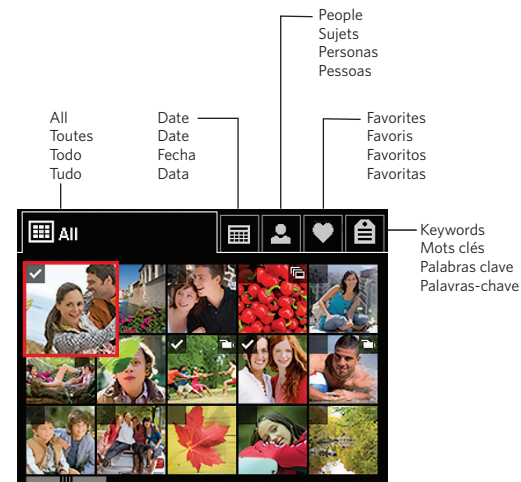 People
Sujets
Personas
Pessoas
All
Toutes
Todo
Tudo
Date
Date
Fecha
Data
Favorites
Favoris
Favoritos
Favoritas
All
Keywords
Mots clés
Palabras clave
Palavras-chave